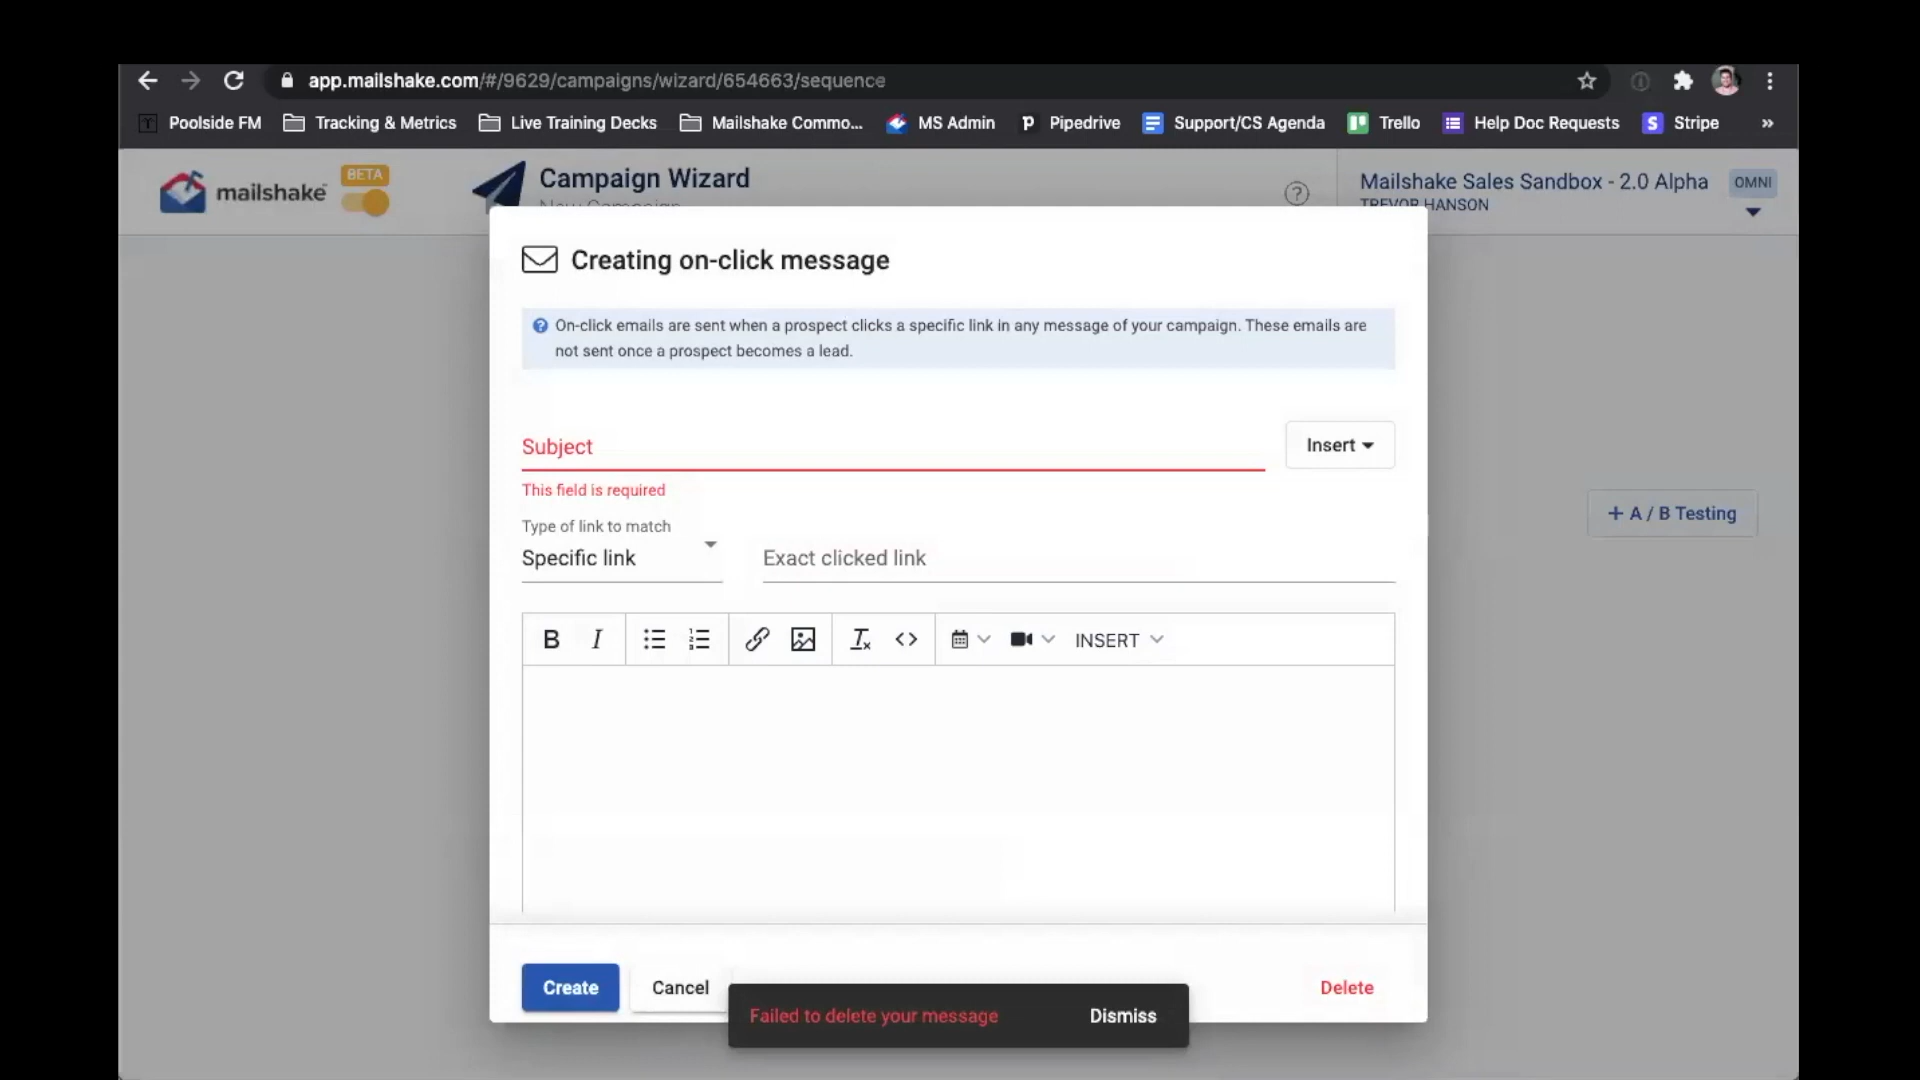 app.mailshake.com/#/9629/campaigns/wizard/654663/sequence
Poolside FM Tracking & Metrics Live Training Decks Mailshake Commo... MS Admin Pipedrive Support/CS Agenda Trello Help Doc Requests Stripe »
mailshake BETA
Campaign Wizard
New Campaign
Mailshake Sales Sandbox - 2.0 Alpha OMNI
TREVOR HANSON
Creating on-click message
On-click emails are sent when a prospect clicks a specific link in any message of your campaign. These emails are
not sent once a prospect becomes a lead.
Subject
Insert
This field is required
Type of link to match
Specific link
Exact clicked link
+ A / B Testing
B I INSERT
Create
Cancel
Delete
Failed to delete your message
Dismiss